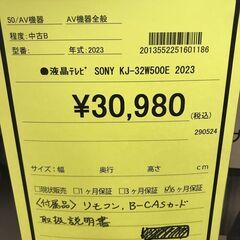 50/AV機器 AV機器全般
程度:中古B
型番: 年式:2023
2013552251601186
●液晶ﾃﾚﾋﾞ SONY KJ-32W500E 2023
¥30,980(税込)
290524
サイズ:幅 奥行 高さ cm
□現状販売 □1ヶ月保証 □3ヶ月保証 ☑6ヶ月保証
〈付属品〉リモコン、B-CASカード
取扱説明書